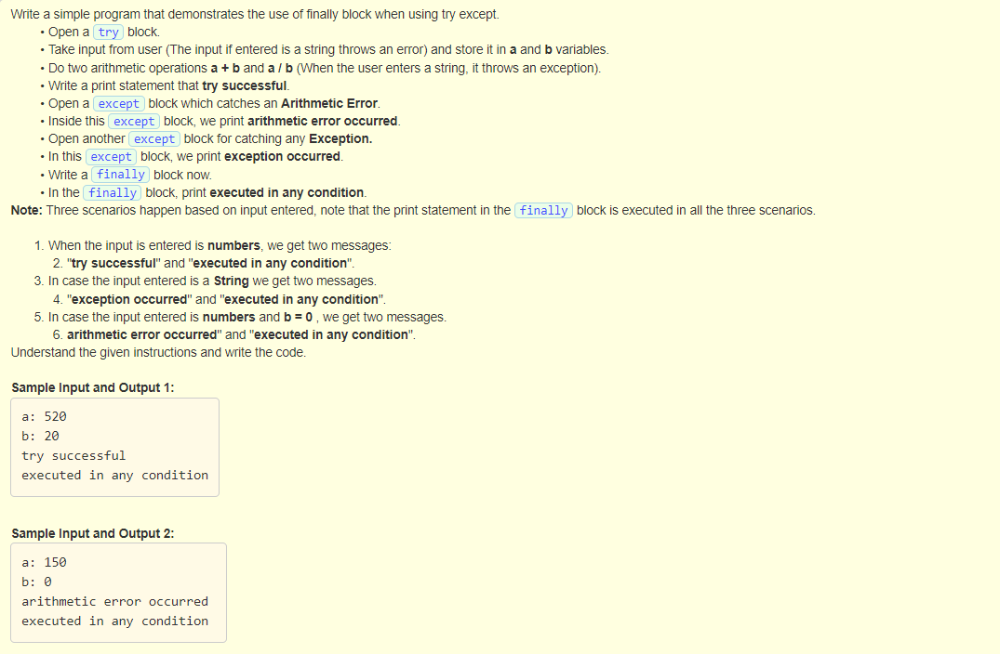 Write a simple program that demonstrates the use of finally block when using try except.
• Open a try block.
• Take input from user (The input if entered is a string throws an error) and store it in a and b variables.
• Do two arithmetic operations a + b and a / b (When the user enters a string, it throws an exception).
• Write a print statement that try successful.
• Open a except block which catches an Arithmetic Error.
• Inside this except block, we print arithmetic error occurred.
• Open another except block for catching any Exception.
• In this except block, we print exception occurred.
• Write a finally block now.
• In the finally block, print executed in any condition.
Note: Three scenarios happen based on input entered, note that the print statement in the finally block is executed in all the three scenarios.
1. When the input is entered is numbers, we get two messages:
2. "try successful" and "executed in any condition".
3. In case the input entered is a String we get two messages.
4. "exception occurred" and "executed in any condition".
5. In case the input entered is numbers and b = 0 , we get two messages.
6. arithmetic error occurred" and "executed in any condition".
Understand the given instructions and write the code.
Sample Input and Output 1:
a: 520
b: 20
try successful
executed in any condition
Sample Input and Output 2:
a: 150
b: 0
arithmetic error occurred
executed in any condition